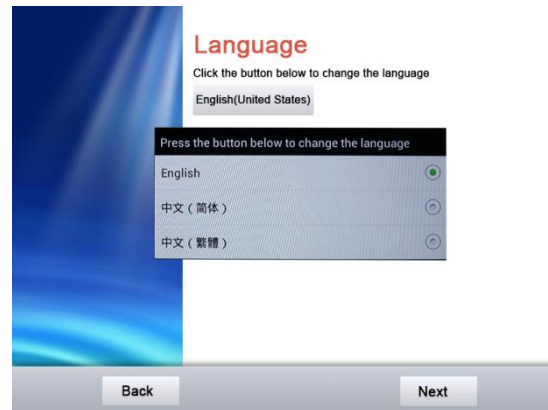 Language
Click the button below to change the language
English(United States)
Press the button below to change the language
English
中文（简体）
中文（繁體）
Back
Next